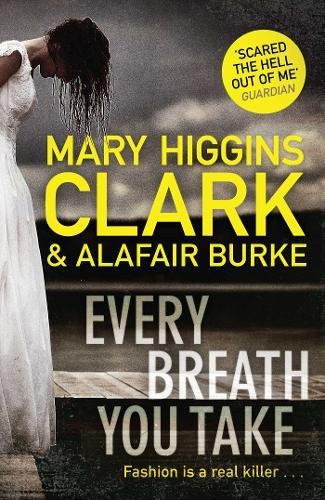 ‘SCARED
THE HELL
OUT OF ME’
GUARDIAN
MARY HIGGINS
CLARK
& ALAFAIR BURKE
EVERY
BREATH
YOU TAKE
Fashion is a real killer . . .